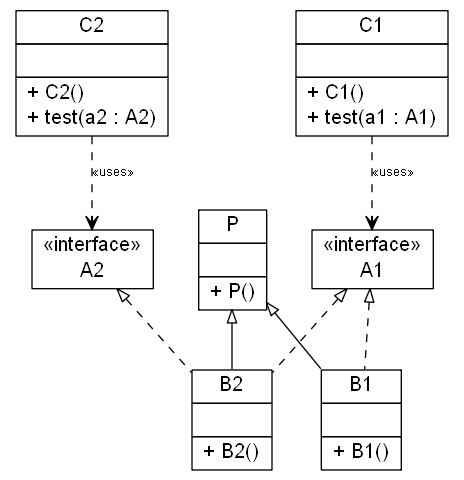 C2
+ C2()
+ test(a2 : A2)
C1
+ C1()
+ test(a1 : A1)
«uses»
«uses»
«interface»
A2
P
+ P()
«interface»
A1
B2
+ B2()
B1
+ B1()